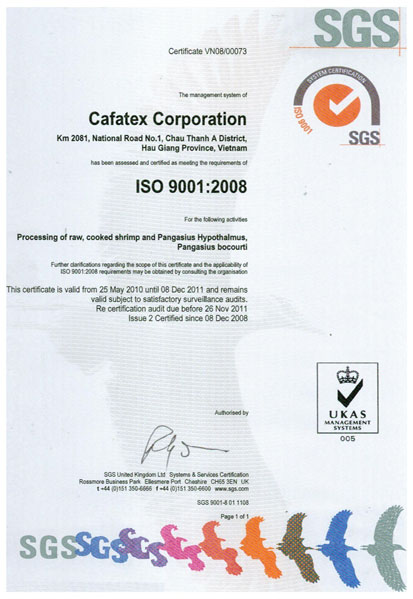 SGS
Certificate VN08/00073
The management system of
Cafatex Corporation
Km 2081, National Road No.1, Chau Thanh A District,
Hau Giang Province, Vietnam
has been assessed and certified as meeting the requirements of
ISO 9001:2008
For the following activities
Processing of raw, cooked shrimp and Pangasius Hypothalmus,
Pangasius bocourti
Further clarifications regarding the scope of this certificate and the applicability of
ISO 9001:2008 requirements may be obtained by consulting the organisation
This certificate is valid from 25 May 2010 until 08 Dec 2011 and remains
valid subject to satisfactory surveillance audits.
Re certification audit due before 26 Nov 2011
Issue 2 Certified since 08 Dec 2008
SYSTEM CERTIFICATION
ISO 9001
SGS
UKAS
MANAGEMENT
SYSTEMS
005
Authorised by
SGS United Kingdom Ltd Systems & Services Certification
Rossmore Business Park Ellesmere Port Cheshire CH65 3EN UK
t +44 (0)151 350-6666 f +44 (0)151 350-6600 www.sgs.com
SGS 9001-8 01 1108
Page 1 of 1
SGS SGS SGS